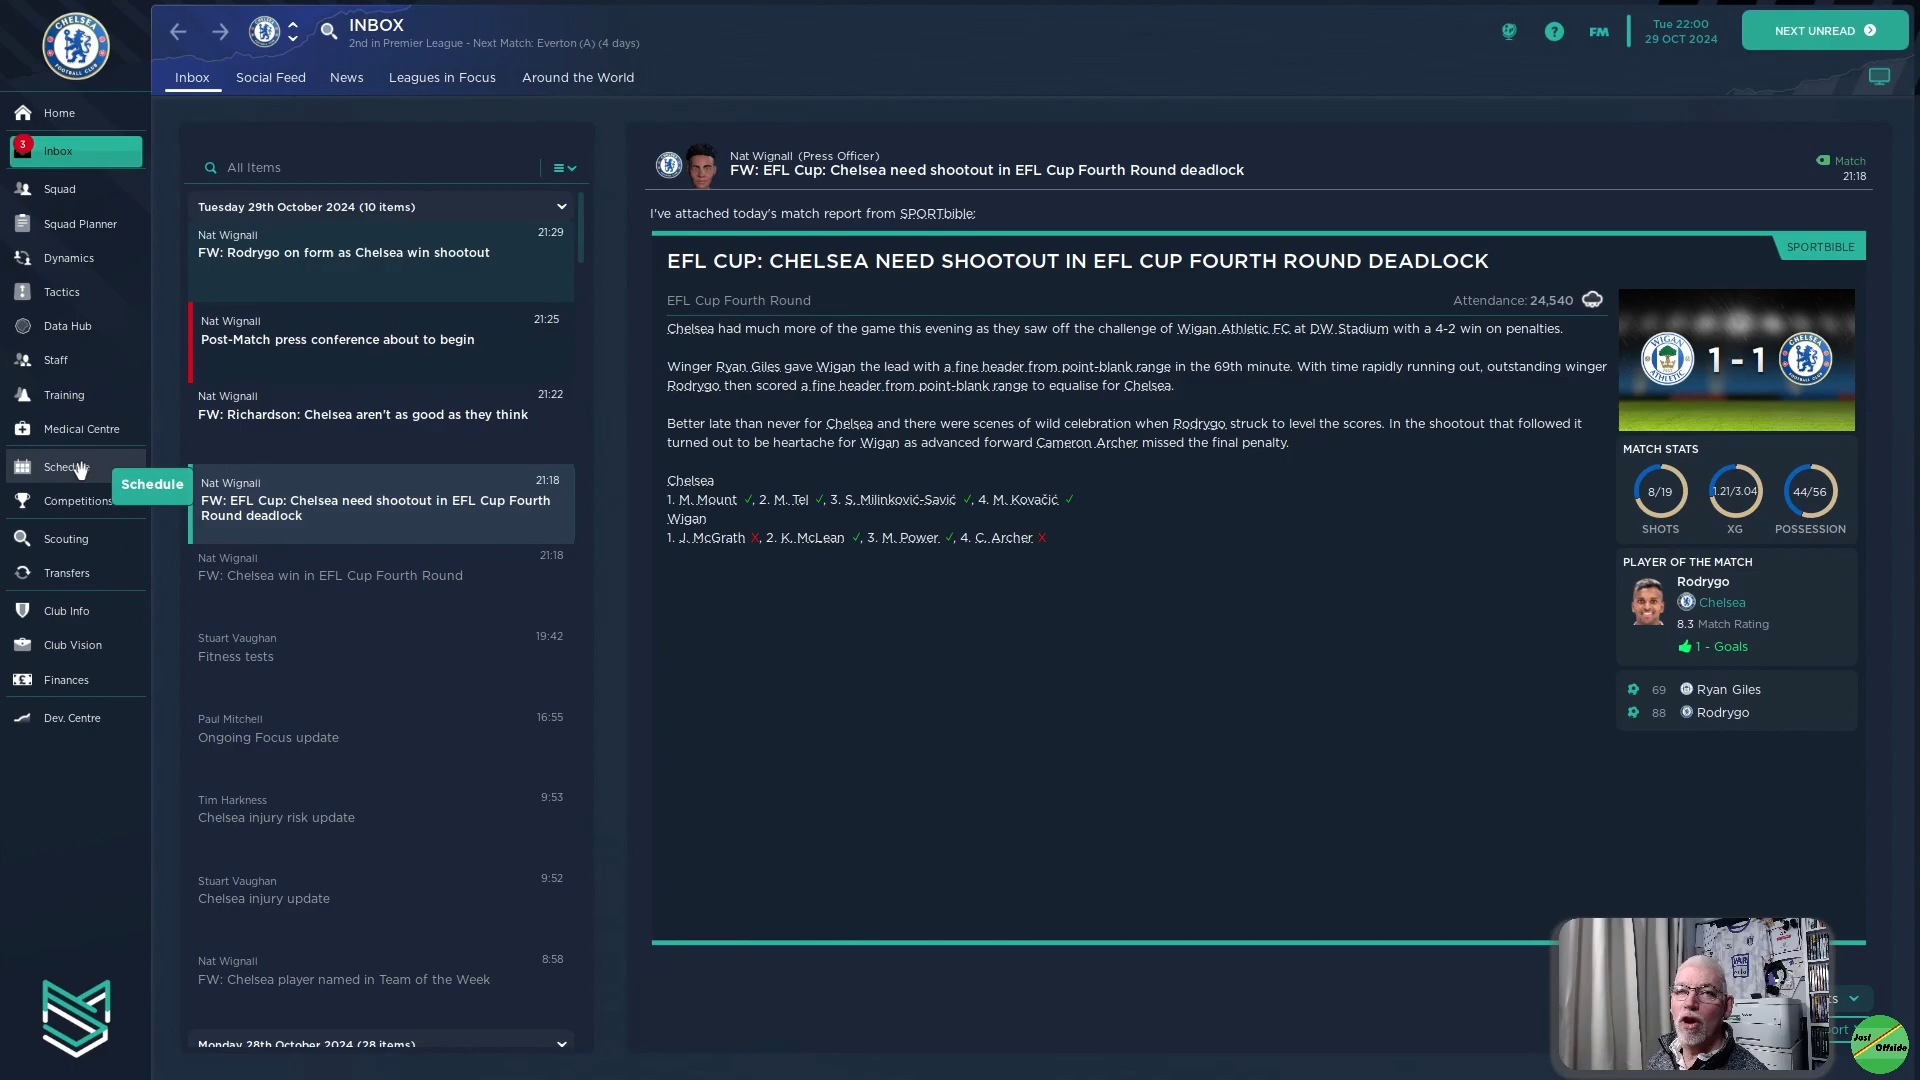 CHELSEA
FOOTBALL CLUB
INBOX
2nd in Premier League - Next Match: Everton (A) (4 days)
?
FM
Tue 22:00
29 OCT 2024
NEXT UNREAD
Inbox
Social Feed
News
Leagues in Focus
Around the World
Home
3
Inbox
Squad
Squad Planner
Dynamics
Tactics
Data Hub
Staff
Training
Medical Centre
Schedule
Competitions
Scouting
Transfers
Club Info
Club Vision
Finances
Dev. Centre
All Items
Tuesday 29th October 2024 (10 items)
Nat Wignall 21:29
FW: Rodrygo on form as Chelsea win shootout
Nat Wignall 21:25
Post-Match press conference about to begin
Nat Wignall 21:22
FW: Richardson: Chelsea aren't as good as they think
Nat Wignall 21:18
FW: EFL Cup: Chelsea need shootout in EFL Cup Fourth
Round deadlock
Nat Wignall 21:18
FW: Chelsea win in EFL Cup Fourth Round
Stuart Vaughan 19:42
Fitness tests
Paul Mitchell 16:55
Ongoing Focus update
Tim Harkness 9:53
Chelsea injury risk update
Stuart Vaughan 9:52
Chelsea injury update
Nat Wignall 8:58
FW: Chelsea player named in Team of the Week
Monday 28th October 2024 (28 items)
Nat Wignall (Press Officer)
FW: EFL Cup: Chelsea need shootout in EFL Cup Fourth Round deadlock
Match
21:18
I've attached today's match report from SPORTbible:
SPORTBIBLE
EFL CUP: CHELSEA NEED SHOOTOUT IN EFL CUP FOURTH ROUND DEADLOCK
EFL Cup Fourth Round
Attendance: 24,540
Chelsea had much more of the game this evening as they saw off the challenge of Wigan Athletic FC at DW Stadium with a 4-2 win on penalties.
Winger Ryan Giles gave Wigan the lead with a fine header from point-blank range in the 69th minute. With time rapidly running out, outstanding winger
Rodrygo then scored a fine header from point-blank range to equalise for Chelsea.
Better late than never for Chelsea and there were scenes of wild celebration when Rodrygo struck to level the scores. In the shootout that followed it
turned out to be heartache for Wigan as advanced forward Cameron Archer missed the final penalty.
Chelsea
1. M. Mount ✓, 2. M. Tel ✓, 3. S. Milinković-Savić ✓, 4. M. Kovačić ✓
Wigan
1. J. McGrath X, 2. K. McLean ✓, 3. M. Power ✓, 4. C. Archer X
1 - 1
MATCH STATS
8/19
1.21/3.04
44/56
SHOTS
XG
POSSESSION
PLAYER OF THE MATCH
Rodrygo
Chelsea
8.3 Match Rating
1 - Goals
69 Ryan Giles
88 Rodrygo
Just
Offside